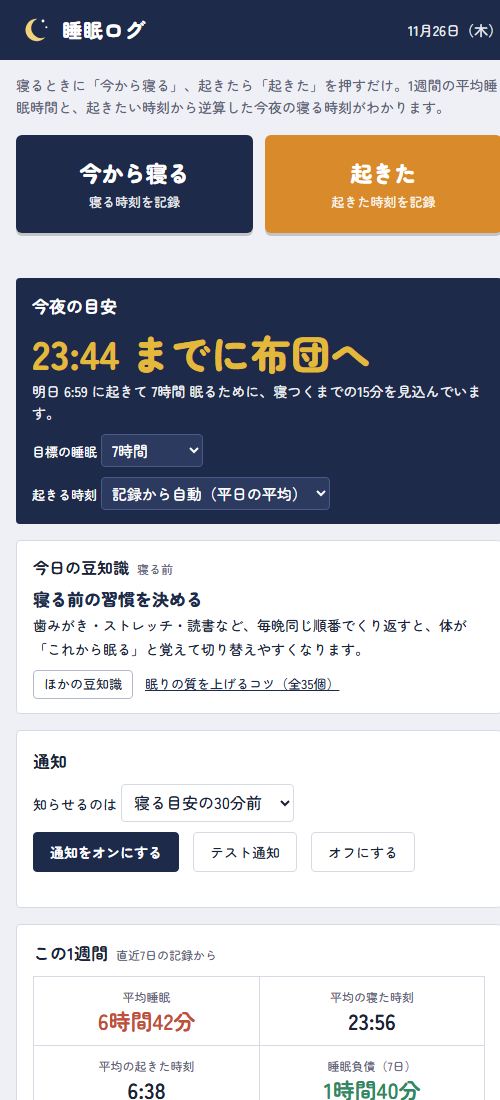 睡眠ログ
11月26日（木）
寝るときに「今から寝る」、起きたら「起きた」を押すだけ。1週間の平均睡
眠時間と、起きたい時刻から逆算した今夜の寝る時刻がわかります。
今から寝る
寝る時刻を記録
起きた
起きた時刻を記録
今夜の目安
23:44 までに布団へ
明日 6:59 に起きて 7時間 眠るために、寝つくまでの15分を見込んでいま
す。
目標の睡眠 7時間
起きる時刻 記録から自動（平日の平均）
今日の豆知識 寝る前
寝る前の習慣を決める
歯みがき・ストレッチ・読書など、毎晩同じ順番でくり返すと、体が
「これから眠る」と覚えて切り替えやすくなります。
ほかの豆知識 眠りの質を上げるコツ（全35個）
通知
知らせるのは 寝る目安の30分前
通知をオンにする テスト通知 オフにする
この1週間 直近7日の記録から
平均睡眠
6時間42分
平均の寝た時刻
23:56
平均の起きた時刻
6:38
睡眠負債（7日）
1時間40分